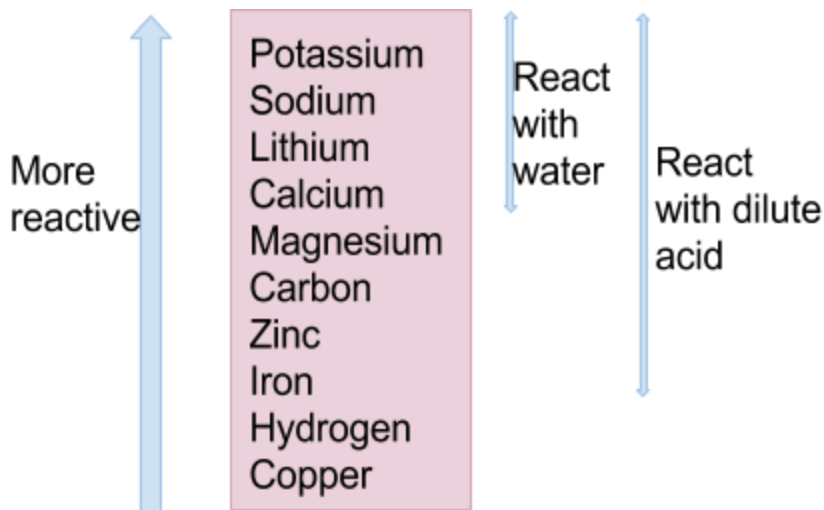 More
reactive
Potassium
Sodium
Lithium
Calcium
Magnesium
Carbon
Zinc
Iron
Hydrogen
Copper
React
with
water
React
with dilute
acid